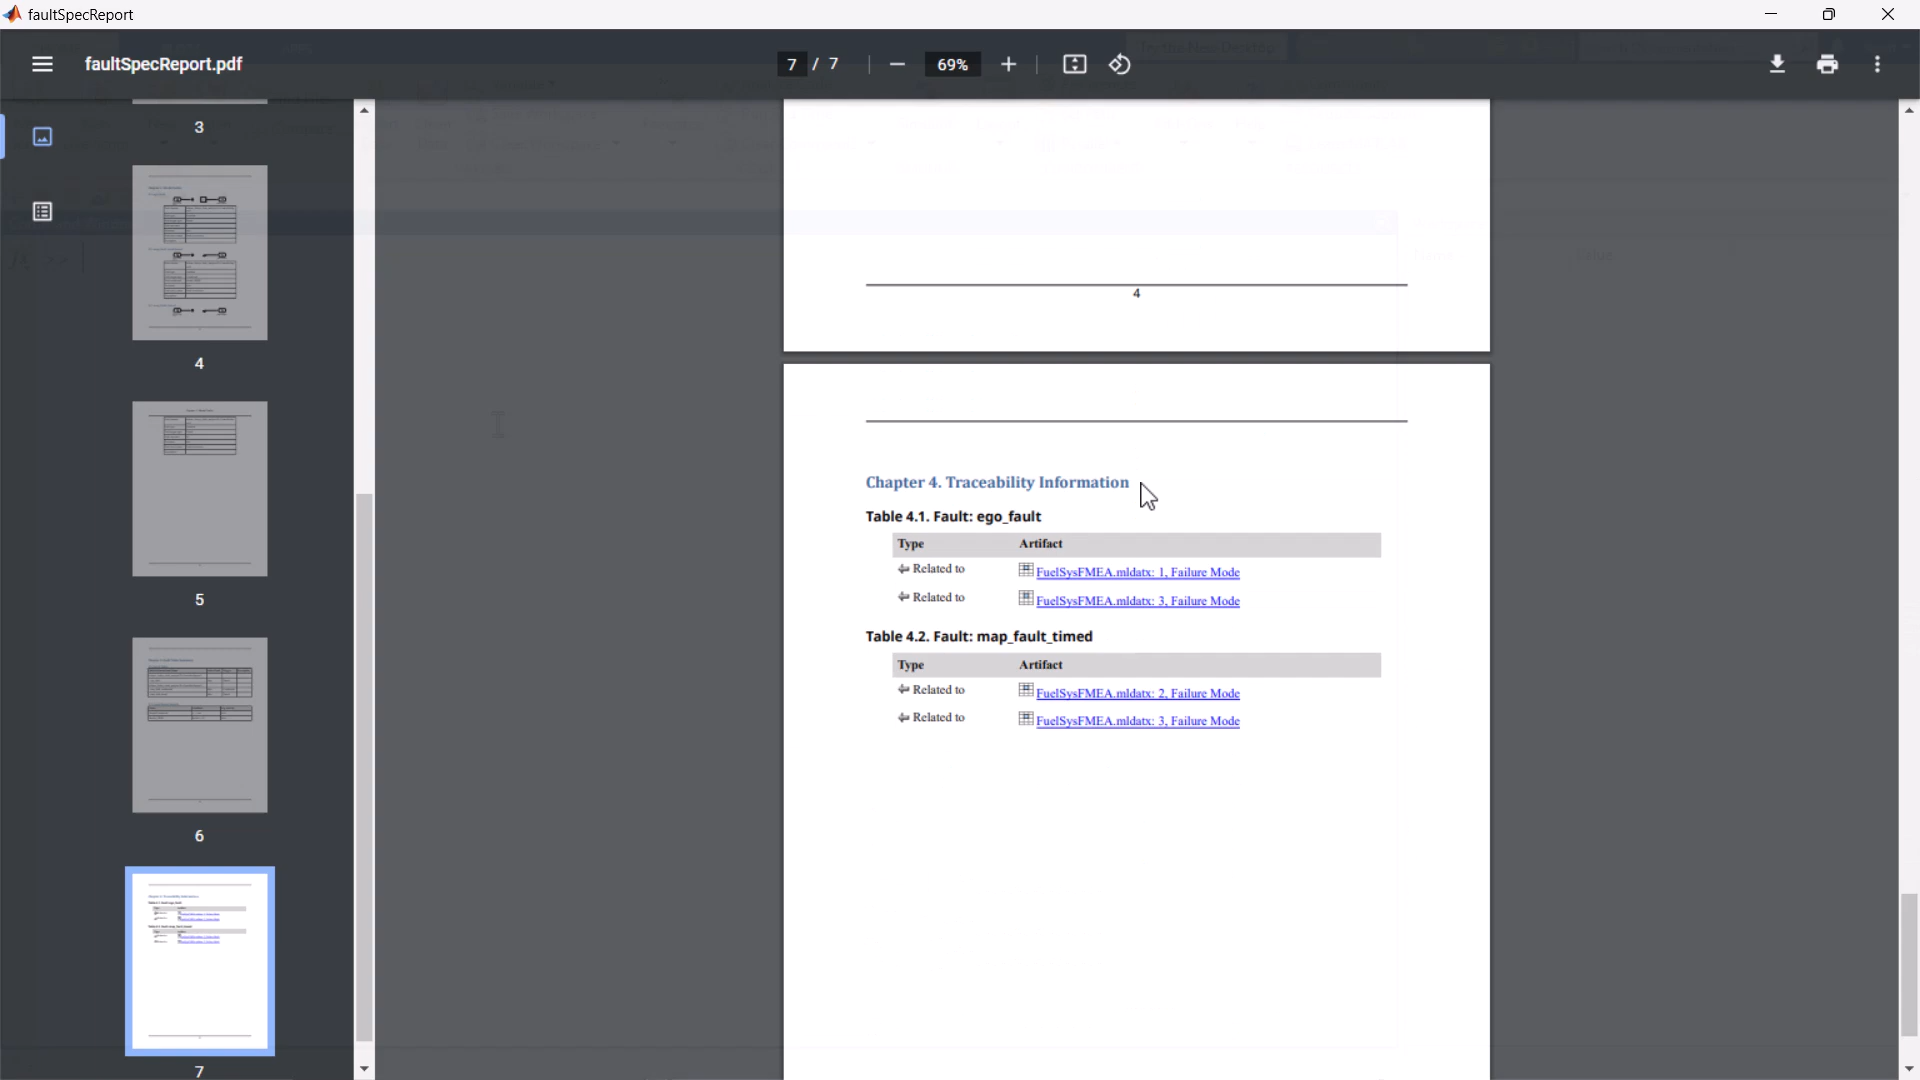 faultSpecReport
faultSpecReport.pdf
7 / 7
69%
3
4
5
6
7
4
Chapter 4. Traceability Information
Table 4.1. Fault: ego_fault
Type Artifact
Related to FuelSysFMEA.mldatx: 1, Failure Mode
Related to FuelSysFMEA.mldatx: 3, Failure Mode
Table 4.2. Fault: map_fault_timed
Type Artifact
Related to FuelSysFMEA.mldatx: 2, Failure Mode
Related to FuelSysFMEA.mldatx: 3, Failure Mode